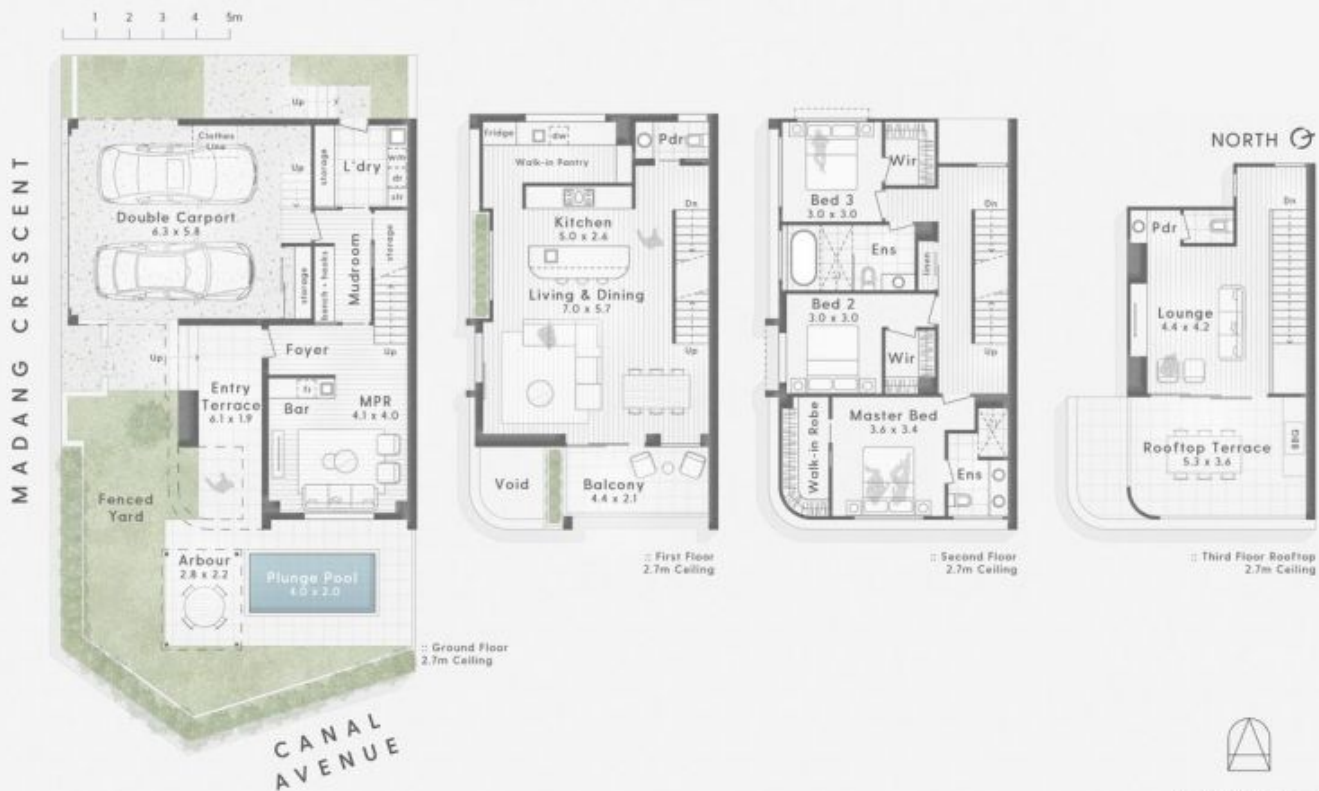 1 2 3 4 5m
MADANG CRESCENT
Up
Clothes
Line
Up
storage
L'dry
w/m
dr
str
Double Carport
6.3 x 5.8
Mudroom
storage
storage
bench + hooks
Up
Foyer
Up
Entry
Terrace
6.1 x 1.9
Bar
MPR
4.1 x 4.0
Fenced
Yard
Arbour
2.8 x 2.2
Plunge Pool
4.0 x 2.0
:: Ground Floor
2.7m Ceiling
CANAL
AVENUE
Fridge
dw
Pdr
Walk-in Pantry
Kitchen
5.0 x 2.6
Dn
Living & Dining
7.0 x 5.7
Up
Void
Balcony
4.4 x 2.1
:: First Floor
2.7m Ceiling
Bed 3
3.0 x 3.0
Wir
Dn
Ens
linen
Bed 2
3.0 x 3.0
Wir
Up
Walk-in Robe
Master Bed
3.6 x 3.4
Ens
:: Second Floor
2.7m Ceiling
NORTH
Pdr
Dn
Lounge
4.4 x 4.2
Rooftop Terrace
5.3 x 3.6
BBQ
:: Third Floor Rooftop
2.7m Ceiling